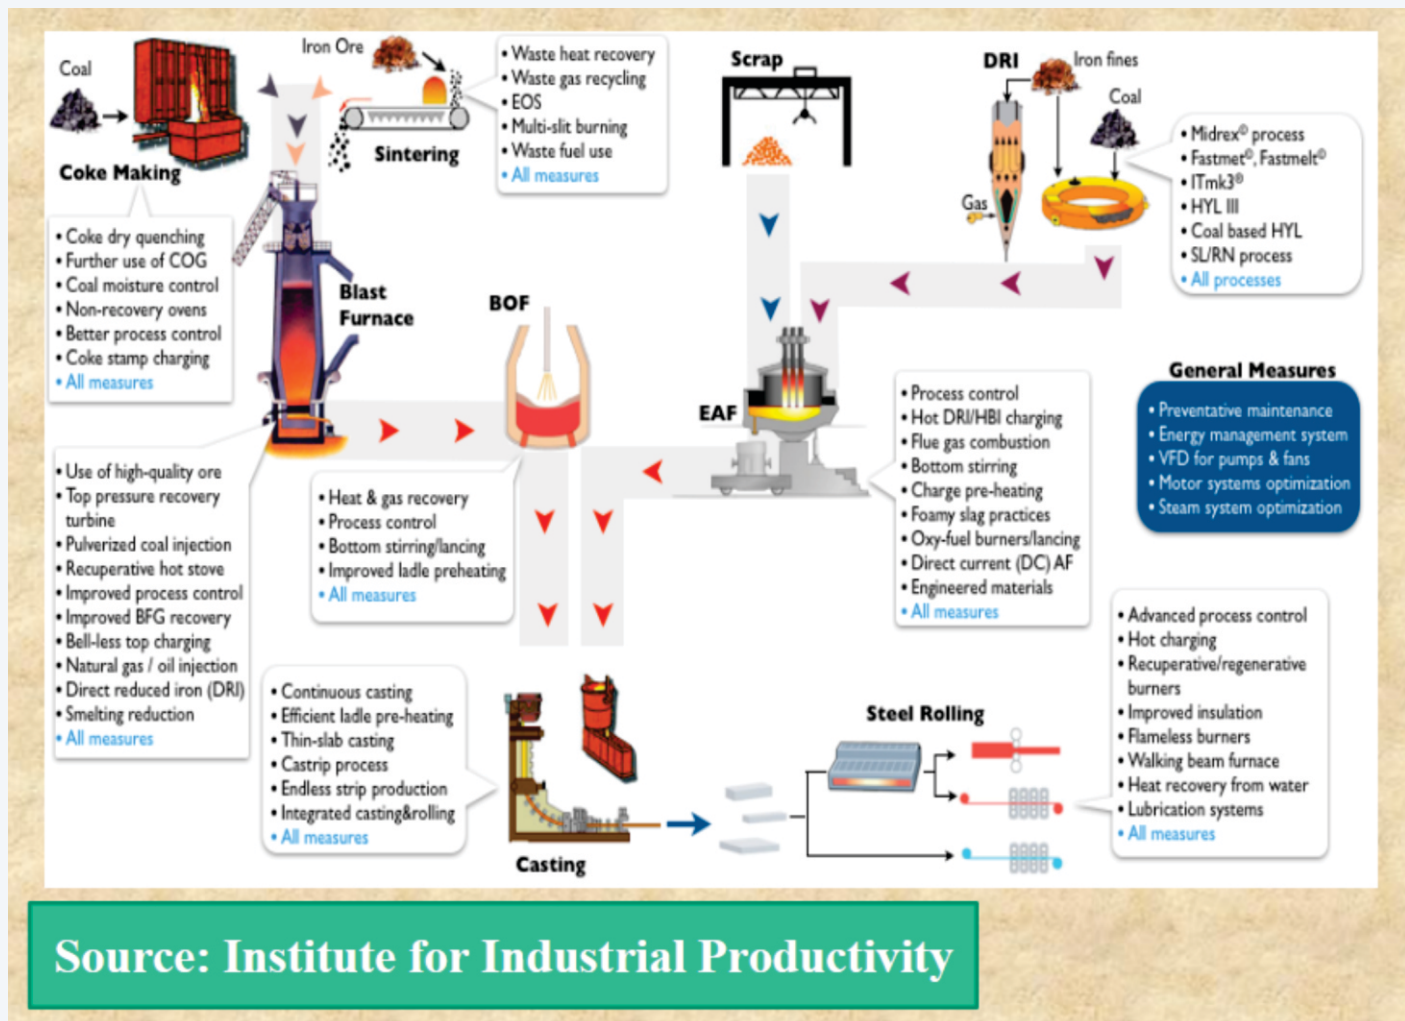 Coal
Coke Making
• Coke dry quenching
• Further use of COG
• Coal moisture control
• Non-recovery ovens
• Better process control
• Coke stamp charging
• All measures
Iron Ore
Sintering
• Waste heat recovery
• Waste gas recycling
• EOS
• Multi-slit burning
• Waste fuel use
• All measures
Blast
Furnace
• Use of high-quality ore
• Top pressure recovery
turbine
• Pulverized coal injection
• Recuperative hot stove
• Improved process control
• Improved BFG recovery
• Bell-less top charging
• Natural gas / oil injection
• Direct reduced iron (DRI)
• Smelting reduction
• All measures
BOF
• Heat & gas recovery
• Process control
• Bottom stirring/lancing
• Improved ladle preheating
• All measures
Scrap
DRI
Iron fines
Coal
Gas
• Midrex© process
• Fastmet©, Fastmelt©
• ITmk3®
• HYL III
• Coal based HYL
• SL/RN process
• All processes
EAF
• Process control
• Hot DRI/HBI charging
• Flue gas combustion
• Bottom stirring
• Charge pre-heating
• Foamy slag practices
• Oxy-fuel burners/lancing
• Direct current (DC) AF
• Engineered materials
• All measures
General Measures
• Preventative maintenance
• Energy management system
• VFD for pumps & fans
• Motor systems optimization
• Steam system optimization
• Continuous casting
• Efficient ladle pre-heating
• Thin-slab casting
• Castrip process
• Endless strip production
• Integrated casting&rolling
• All measures
Casting
Steel Rolling
• Advanced process control
• Hot charging
• Recuperative/regenerative
burners
• Improved insulation
• Flameless burners
• Walking beam furnace
• Heat recovery from water
• Lubrication systems
• All measures
Source: Institute for Industrial Productivity